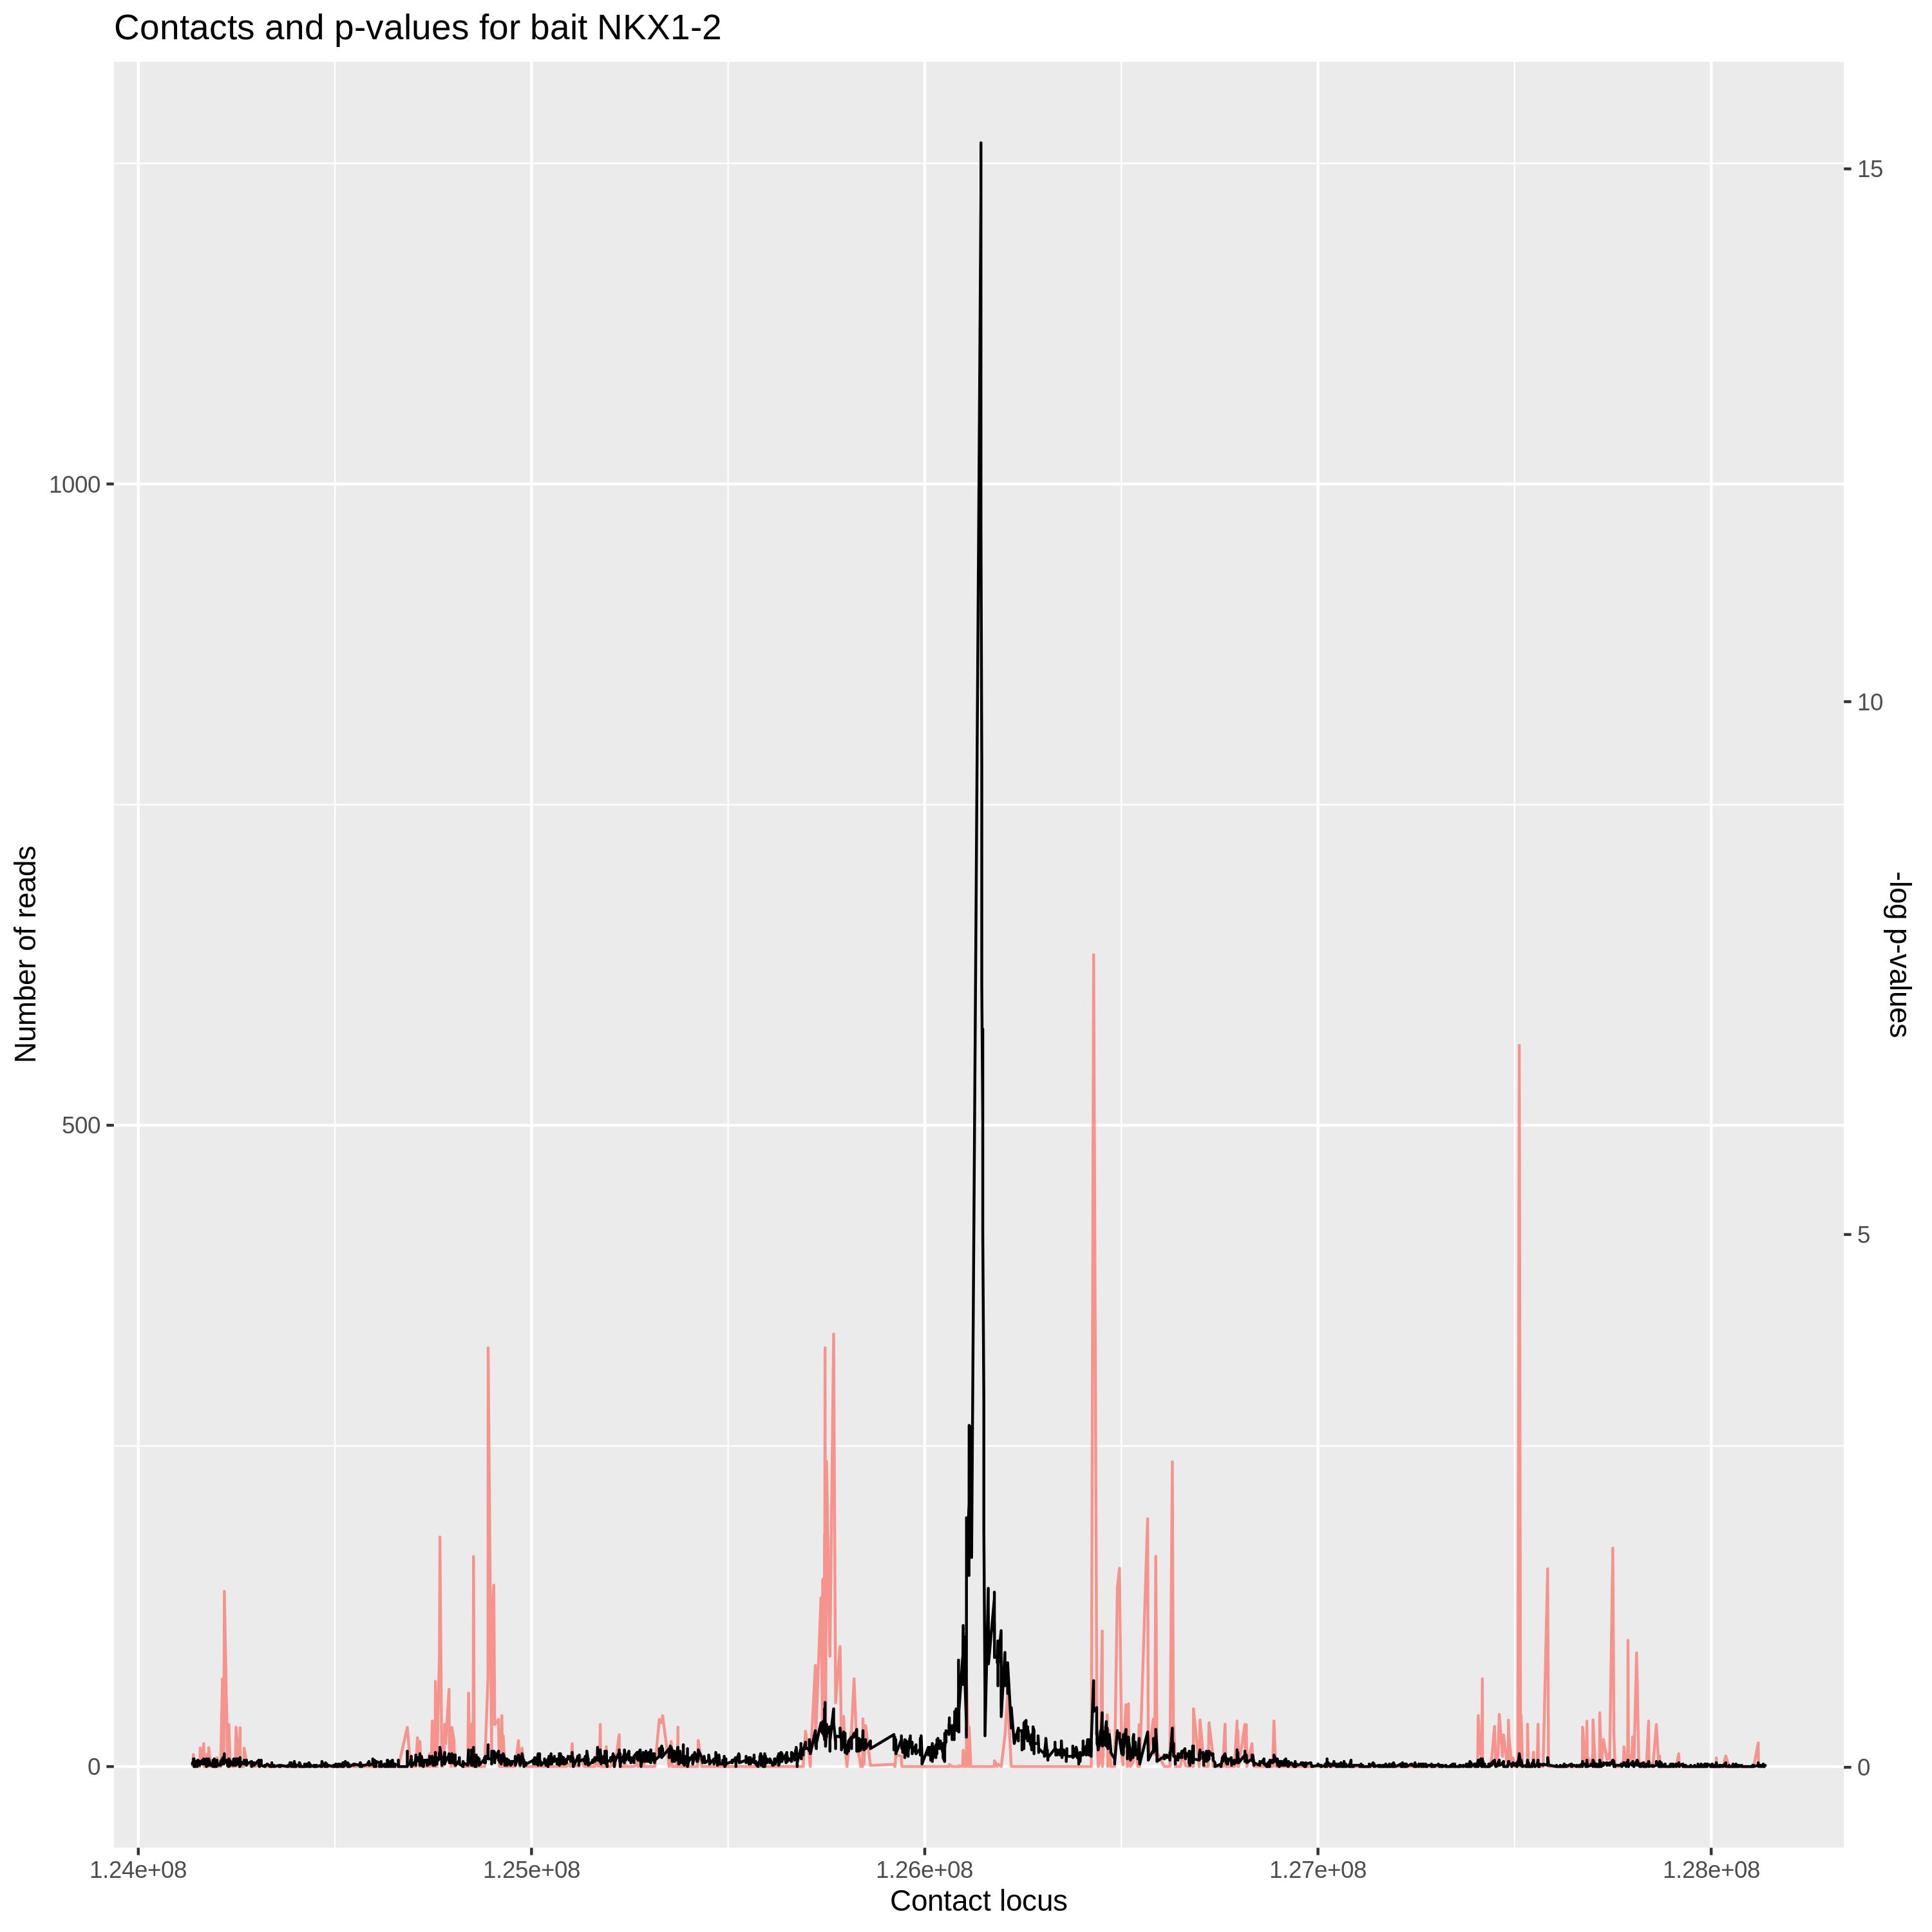 Contacts and p-values for bait NKX1-2
Number of reads
1000
500
0
15
10
5
0
-log p-values
1.24e+08
1.25e+08
1.26e+08
1.27e+08
1.28e+08
Contact locus